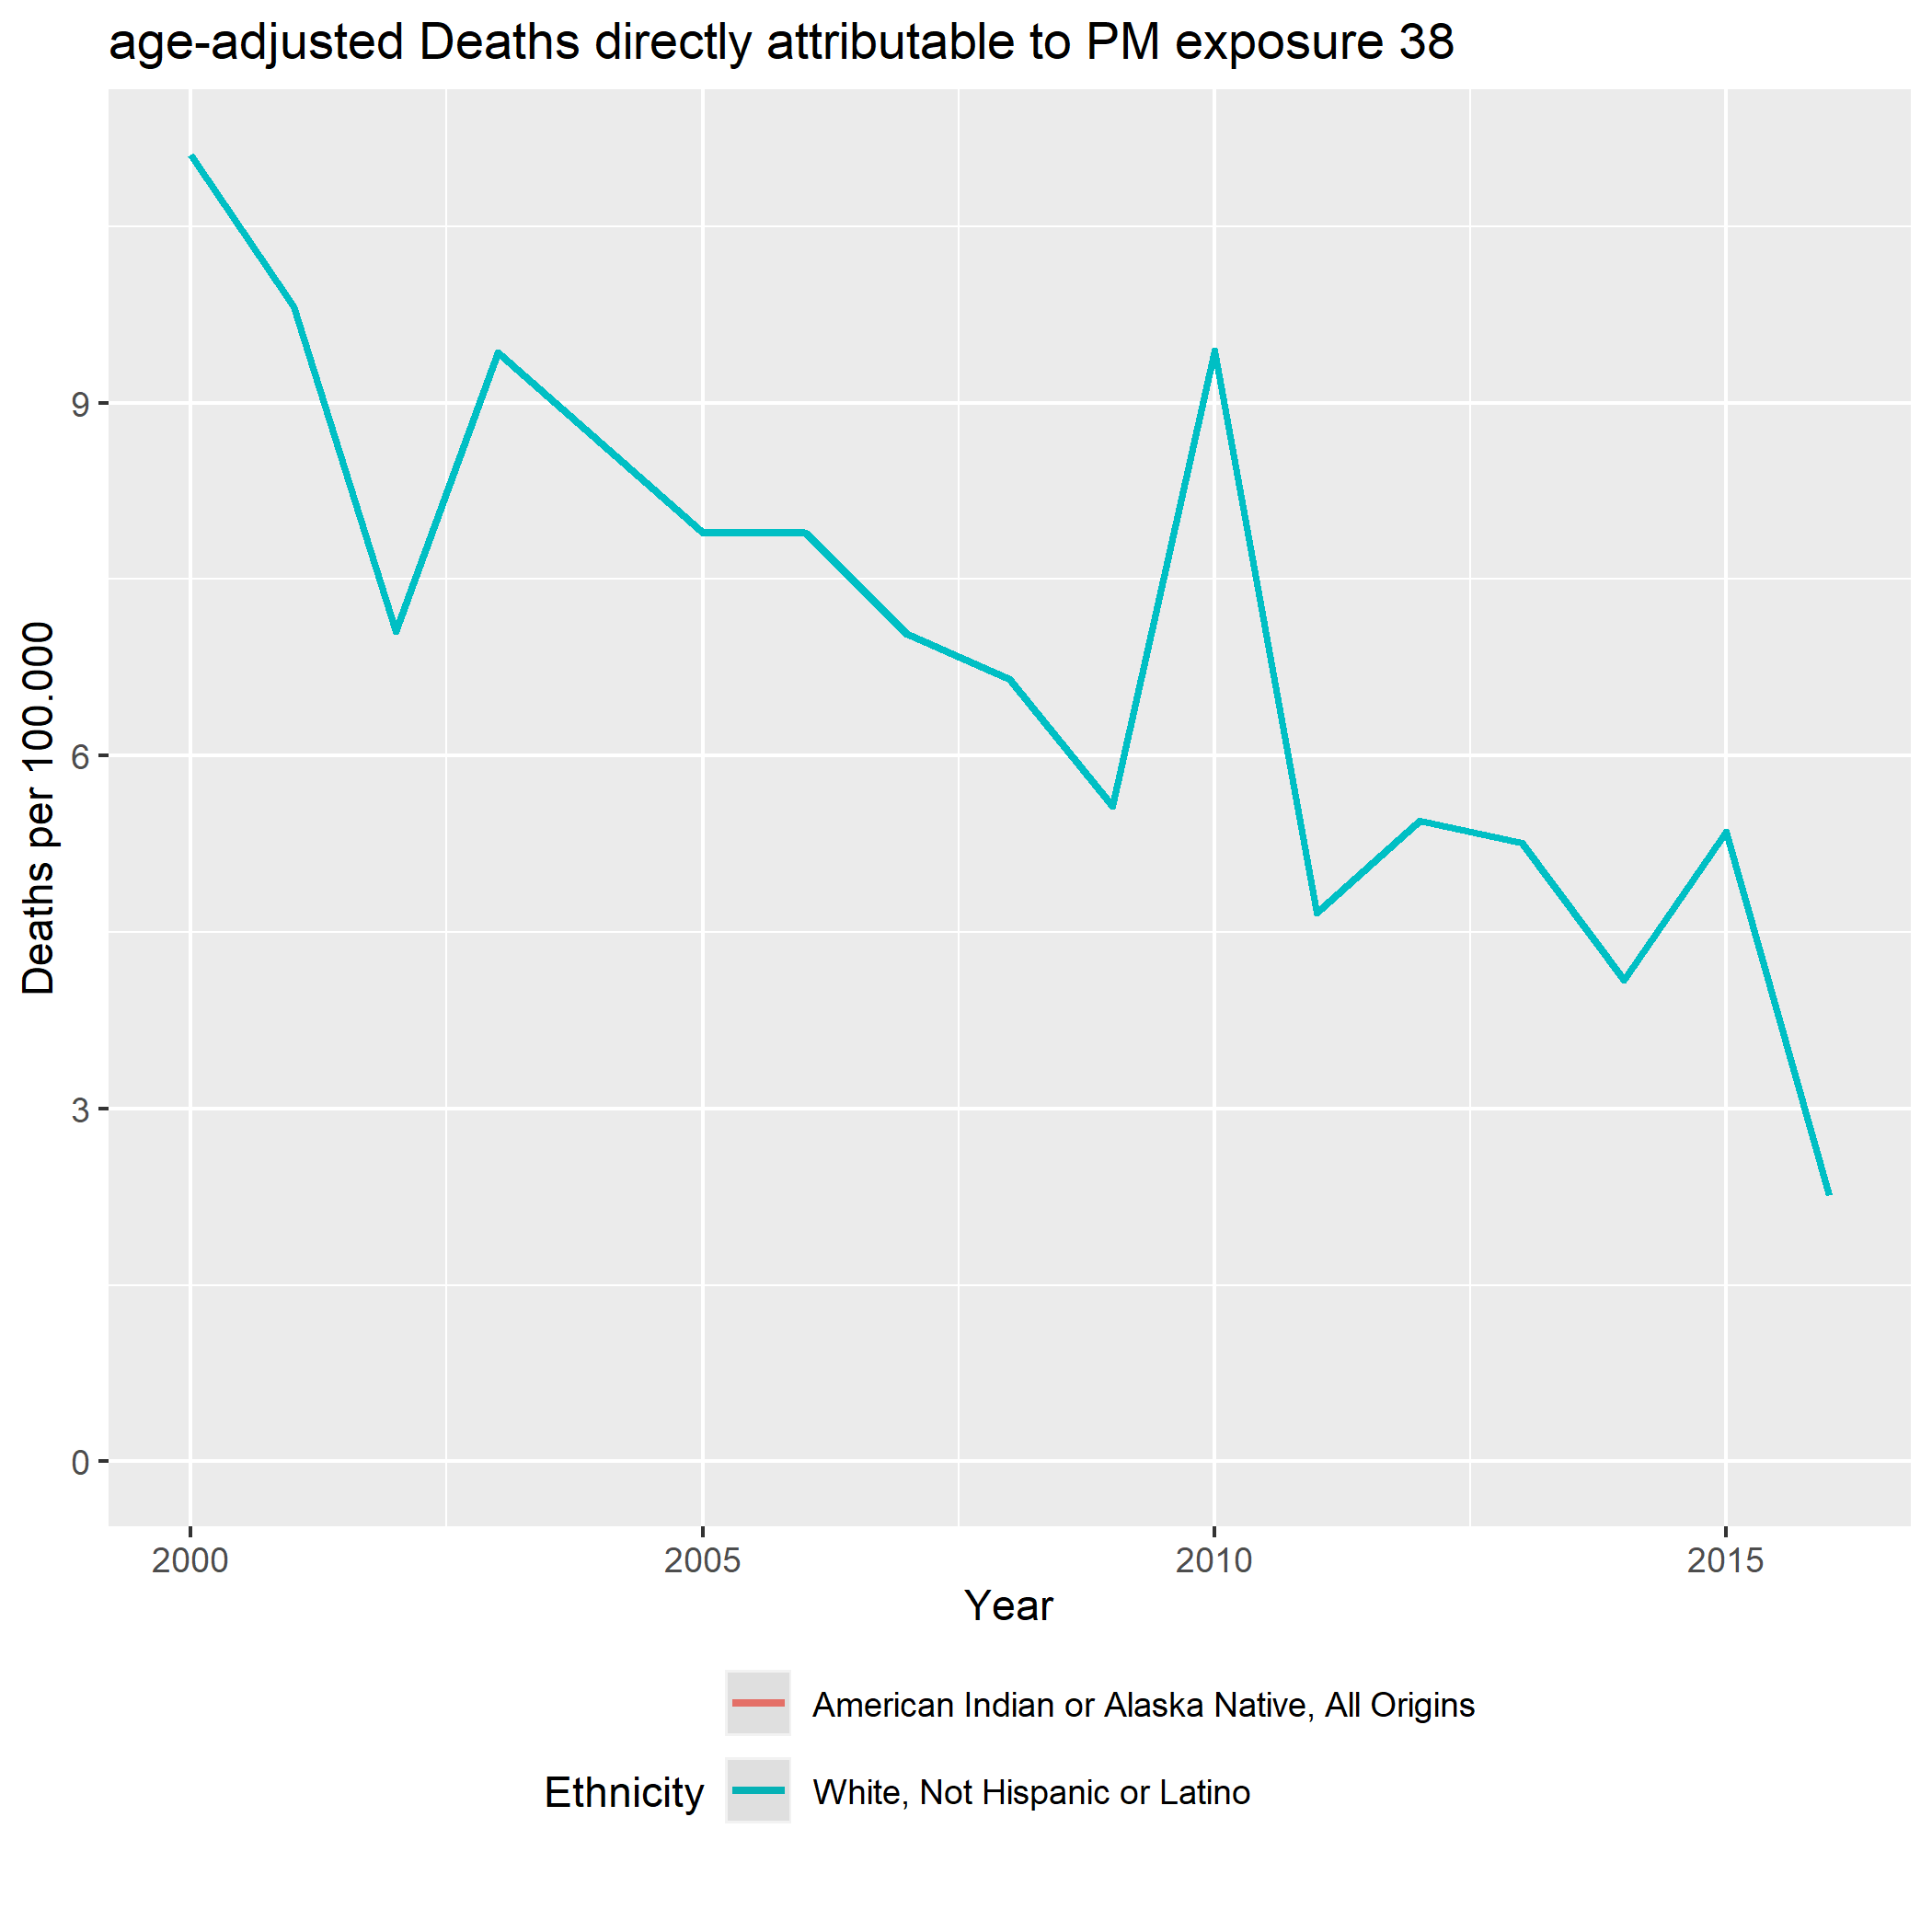 age-adjusted Deaths directly attributable to PM exposure 38
Deaths per 100.000
9
6
3
0
2000 2005 2010 2015
Year
Ethnicity
American Indian or Alaska Native, All Origins
White, Not Hispanic or Latino